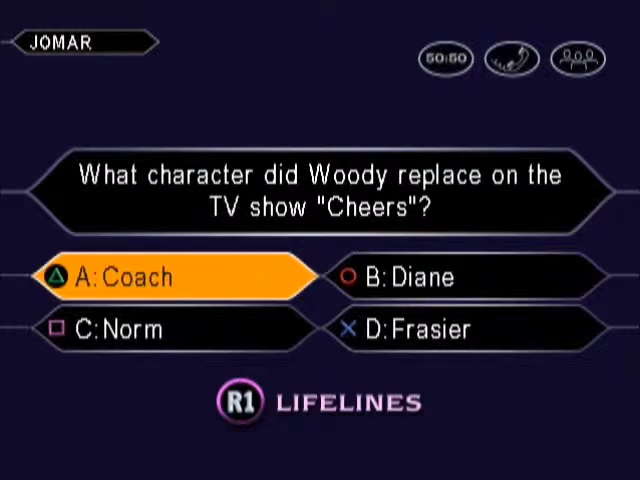 JOMAR
50:50
What character did Woody replace on the
TV show "Cheers"?
A: Coach
B: Diane
C: Norm
D: Frasier
R1 LIFELINES